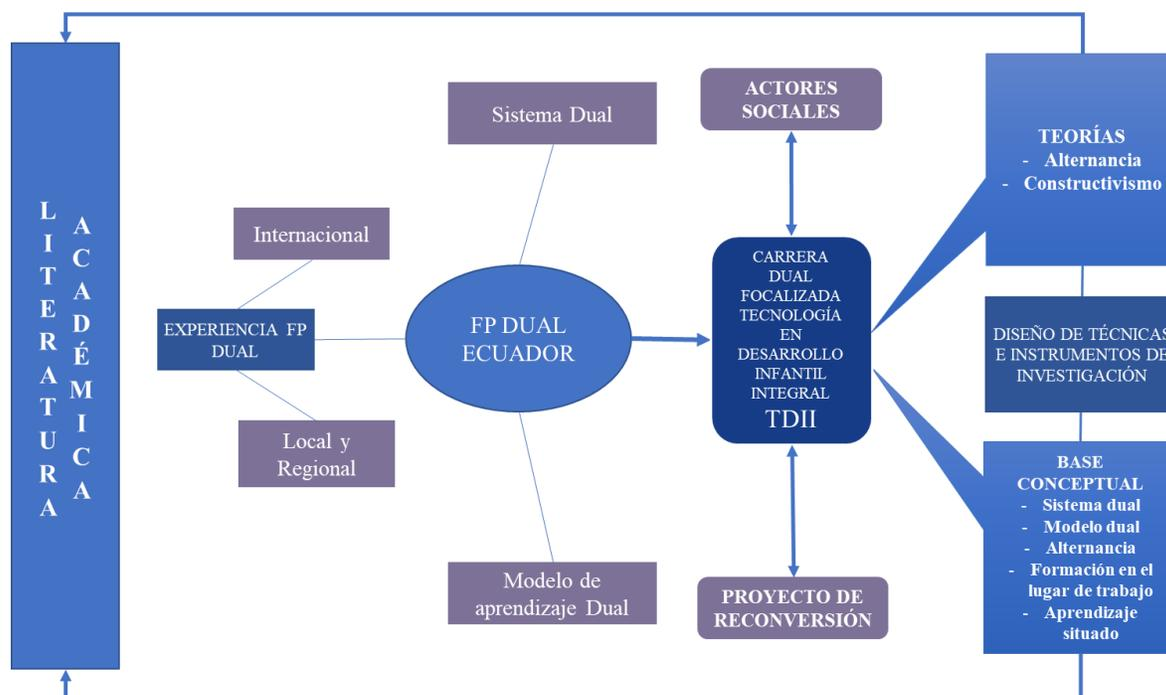 LITERATURA
ACADÉMICA
Sistema Dual
Internacional
EXPERIENCIA FP
DUAL
Local y
Regional
FP DUAL
ECUADOR
Modelo de
aprendizaje Dual
ACTORES
SOCIALES
CARRERA
DUAL
FOCALIZADA
TECNOLOGÍA
EN
DESARROLLO
INFANTIL
INTEGRAL
TDII
PROYECTO DE
RECONVERSIÓN
TEORÍAS
- Alternancia
- Constructivismo
DISEÑO DE TÉCNICAS
E INSTRUMENTOS DE
INVESTIGACIÓN
BASE
CONCEPTUAL
- Sistema dual
- Modelo dual
- Alternancia
- Formación en el
lugar de trabajo
- Aprendizaje
situado